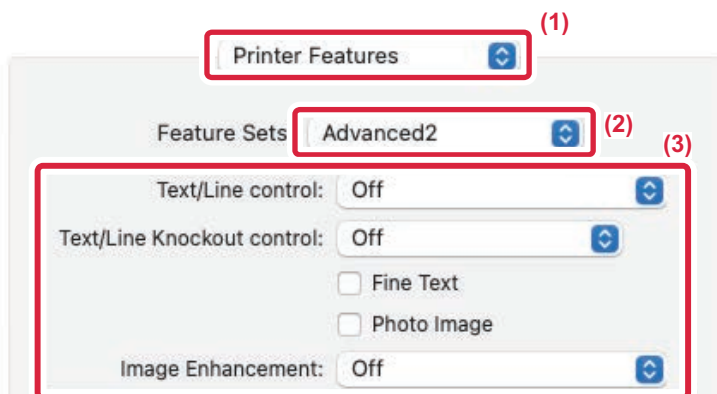 (1)
Printer Features
Feature Sets Advanced2 (2)
(3)
Text/Line control: Off
Text/Line Knockout control: Off
Fine Text
Photo Image
Image Enhancement: Off